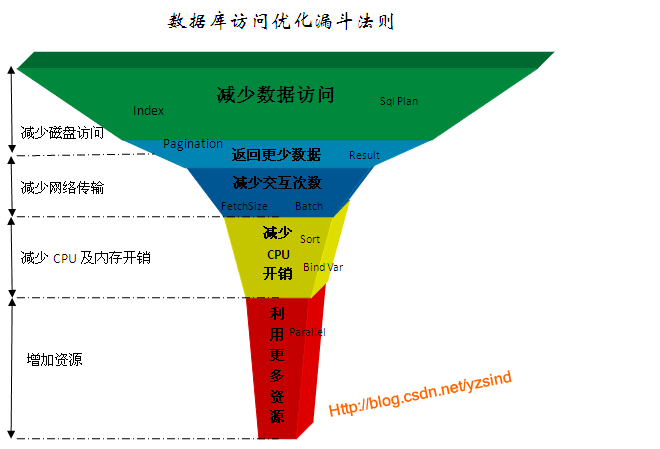 数据库访问优化漏斗法则
减少数据访问
Sql Plan
Index
减少磁盘访问
Pagination
返回更少数据
Result
减少网络传输
减少交互次数
FetchSize
Batch
减少
Sort
减少 CPU 及内存开销
CPU
开销
Bind Var
利
用
更
多
资
源
Parallel
增加资源
Http://blog.csdn.net/yzsind